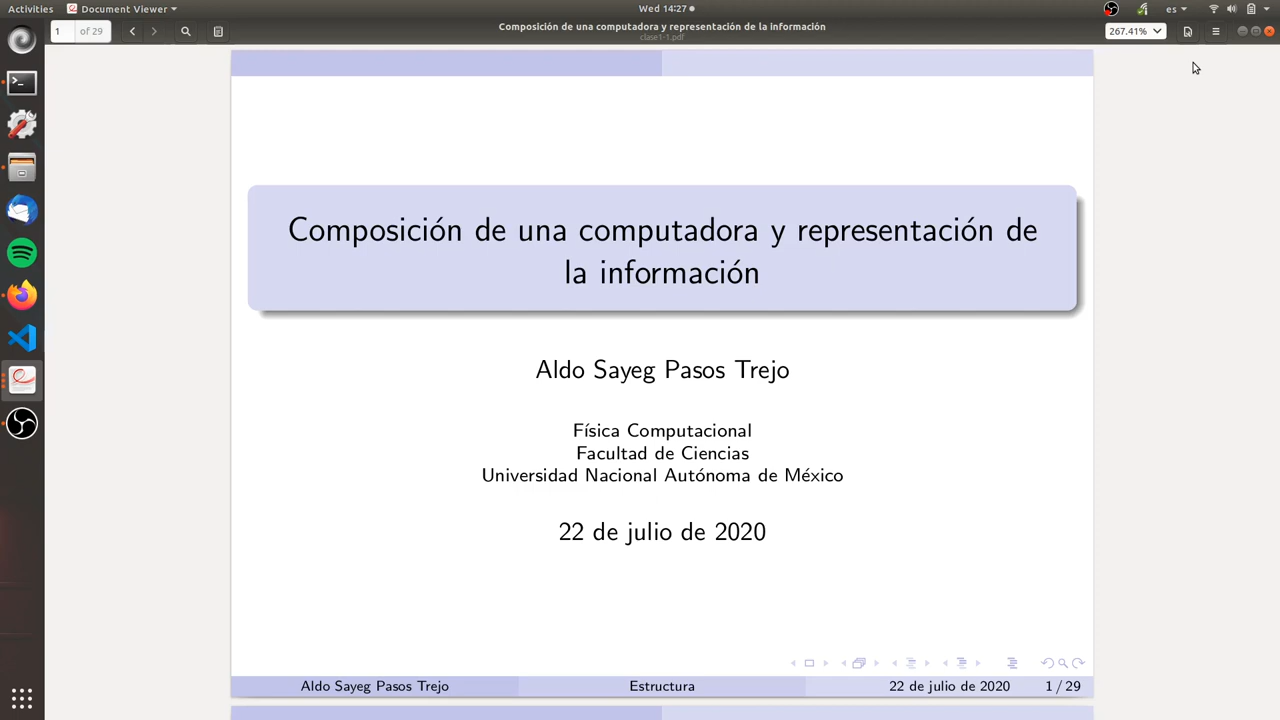 Activities Document Viewer Wed 14:27 es
1 of 29 Composición de una computadora y representación de la información 267.41%
clase1-1.pdf
Composición de una computadora y representación de
la información
Aldo Sayeg Pasos Trejo
Física Computacional
Facultad de Ciencias
Universidad Nacional Autónoma de México
22 de julio de 2020
Aldo Sayeg Pasos Trejo Estructura 22 de julio de 2020 1 / 29